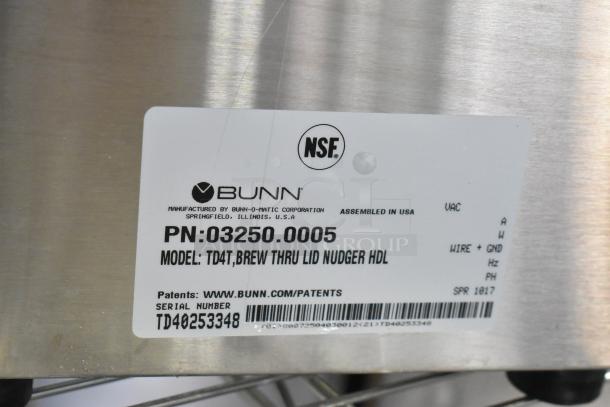 NSF®
BUNN®
MANUFACTURED BY BUNN-O-MATIC CORPORATION
SPRINGFIELD, ILLINOIS, U.S.A
ASSEMBLED IN USA
VAC
A
W
WIRE + GND
Hz
PH
PN:03250.0005
MODEL: TD4T,BREW THRU LID NUDGER HDL
Patents: WWW.BUNN.COM/PATENTS
SPR 1017
SERIAL NUMBER
TD40253348